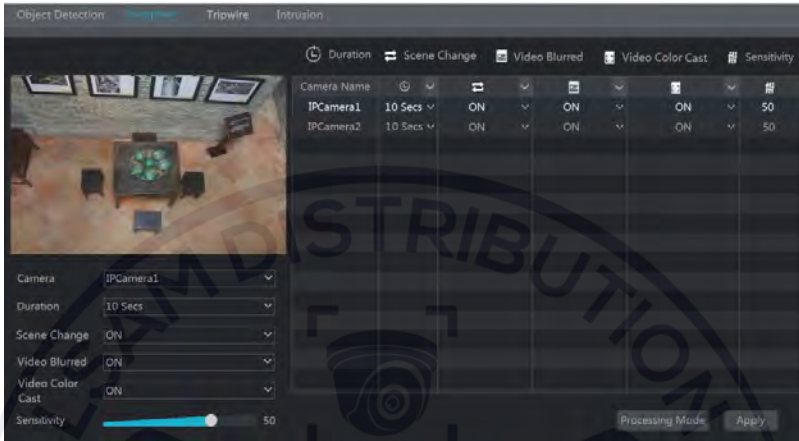 Object Detection Tripwire Intrusion
Duration Scene Change Video Blurred Video Color Cast Sensitivity
Camera Name
IPCamera1 10 Secs ON ON ON 50
IPCamera2 10 Secs ON ON ON 50
Camera IPCamera1
Duration 10 Secs
Scene Change ON
Video Blurred ON
Video Color Cast ON
Sensitivity 50
Processing Mode Apply
DISTRIBUTION